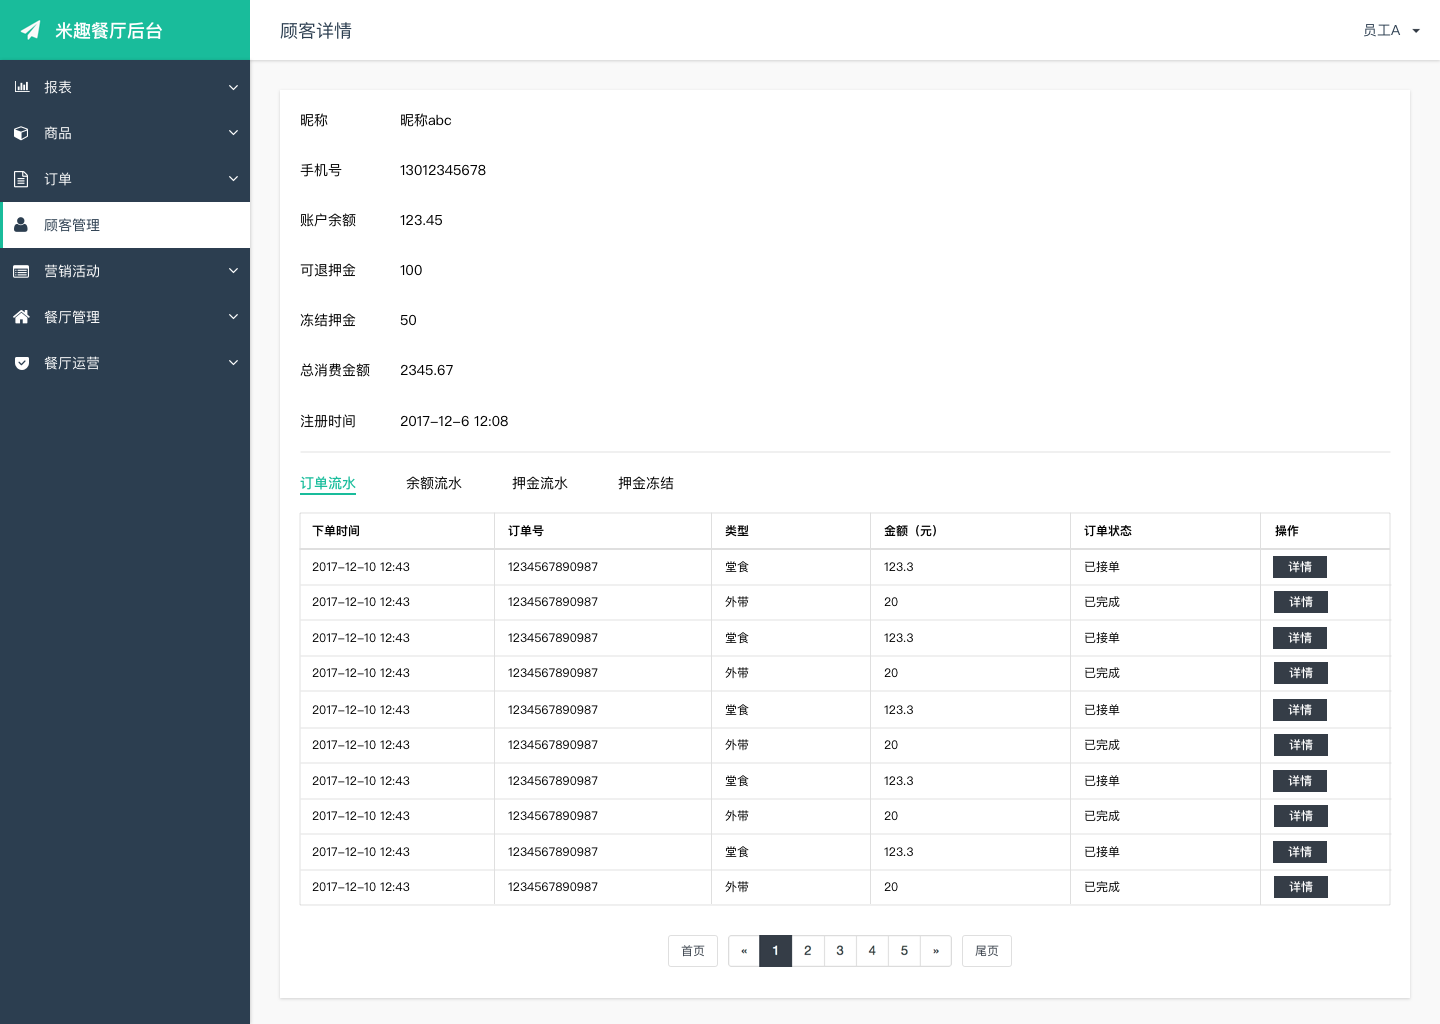 米趣餐厅后台
顾客详情
员工A
报表
商品
订单
顾客管理
营销活动
餐厅管理
餐厅运营
昵称 昵称abc
手机号 13012345678
账户余额 123.45
可退押金 100
冻结押金 50
总消费金额 2345.67
注册时间 2017-12-6 12:08
订单流水 余额流水 押金流水 押金冻结
下单时间 订单号 类型 金额（元） 订单状态 操作
2017-12-10 12:43 1234567890987 堂食 123.3 已接单 详情
2017-12-10 12:43 1234567890987 外带 20 已完成 详情
2017-12-10 12:43 1234567890987 堂食 123.3 已接单 详情
2017-12-10 12:43 1234567890987 外带 20 已完成 详情
2017-12-10 12:43 1234567890987 堂食 123.3 已接单 详情
2017-12-10 12:43 1234567890987 外带 20 已完成 详情
2017-12-10 12:43 1234567890987 堂食 123.3 已接单 详情
2017-12-10 12:43 1234567890987 外带 20 已完成 详情
2017-12-10 12:43 1234567890987 堂食 123.3 已接单 详情
2017-12-10 12:43 1234567890987 外带 20 已完成 详情
首页 « 1 2 3 4 5 » 尾页